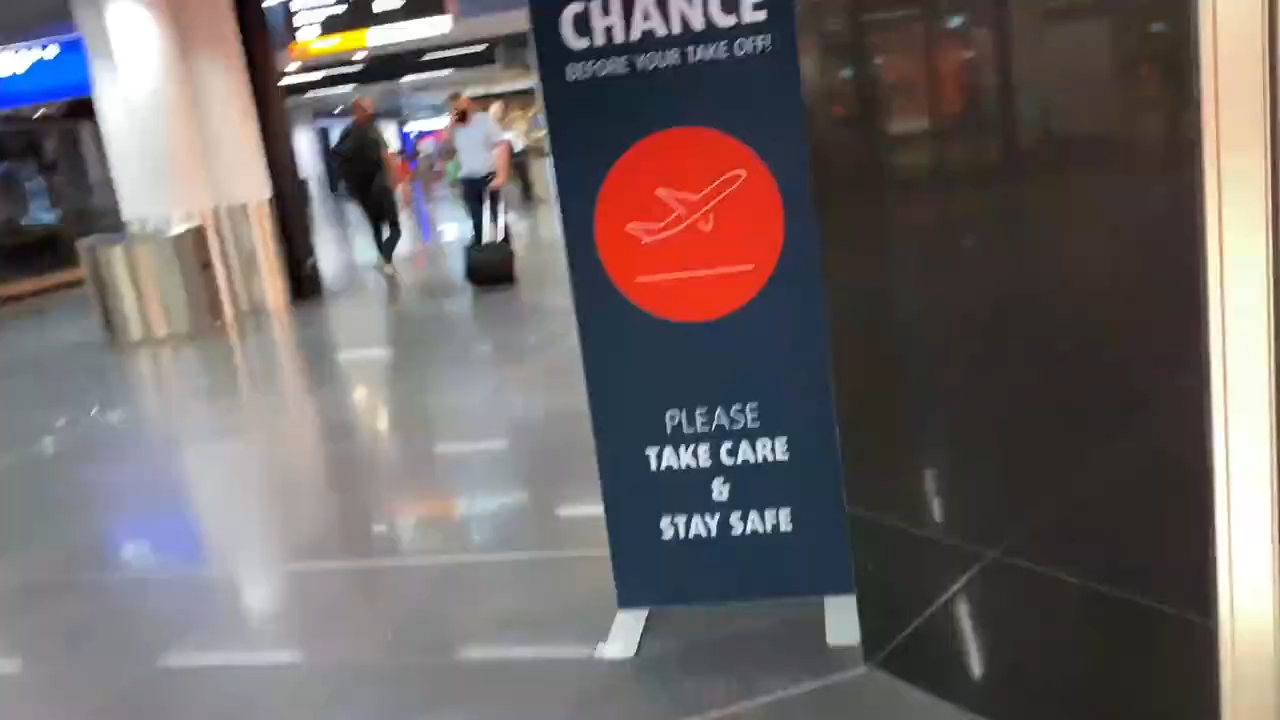 CHANCE
BEFORE YOUR TAKE OFF!
PLEASE
TAKE CARE
&
STAY SAFE